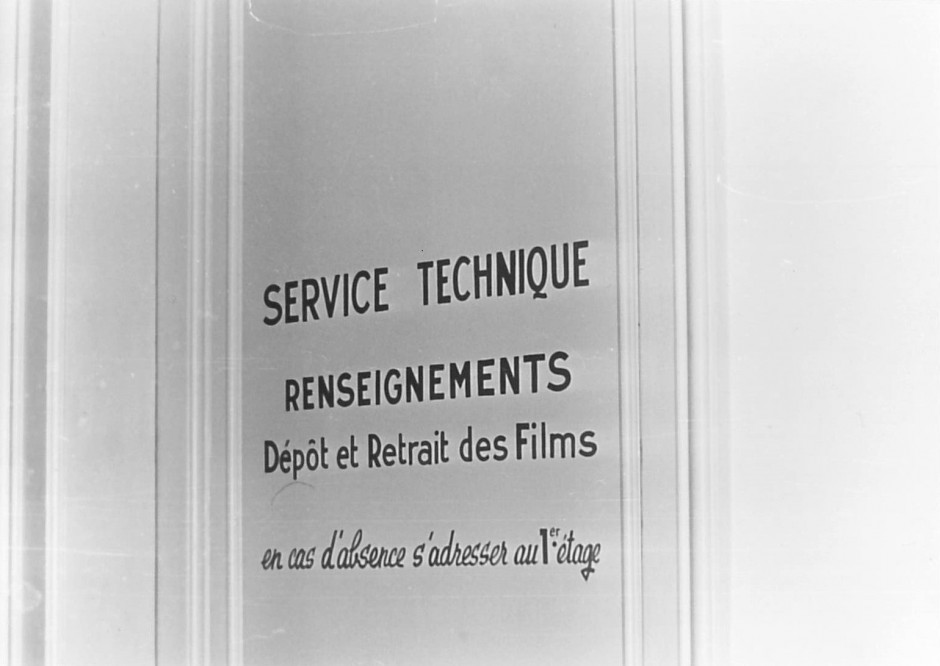 SERVICE TECHNIQUE
RENSEIGNEMENTS
Dépôt et Retrait des Films
en cas d'absence s'adresser au 1er étage